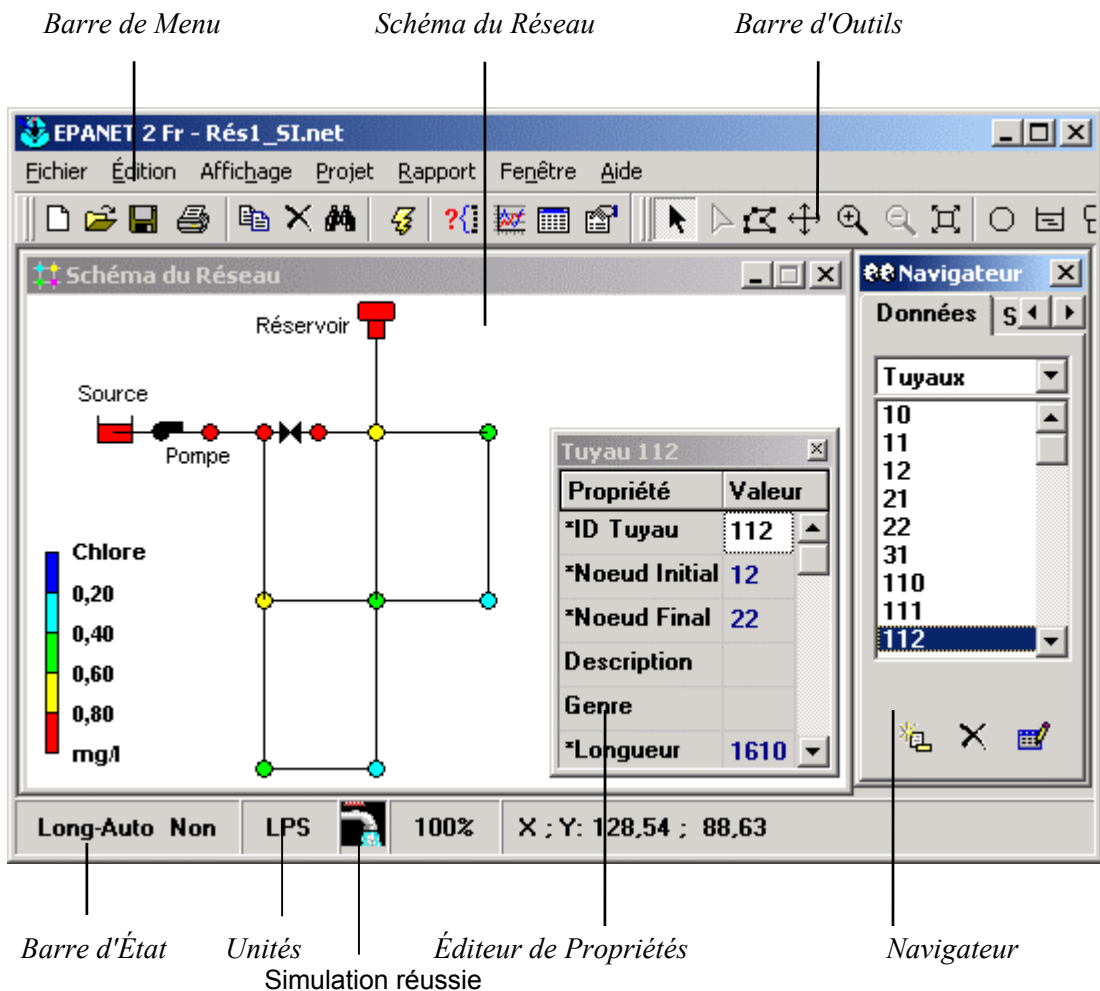 Barre de Menu Schéma du Réseau Barre d'Outils
EPANET 2 Fr - Rés1_SI.net
Fichier Édition Affichage Projet Rapport Fenêtre Aide
Schéma du Réseau
Navigateur
Données S
Réservoir
Source
Pompe
Tuyaux
10
11
12
21
22
31
110
111
112
Tuyau 112
Propriété Valeur
*ID Tuyau 112
*Noeud Initial 12
*Noeud Final 22
Description
Genre
*Longueur 1610
Chlore
0,20
0,40
0,60
0,80
mg/l
Long-Auto Non LPS 100% X ; Y: 128,54 ; 88,63
Barre d'État Unités Éditeur de Propriétés Navigateur
Simulation réussie